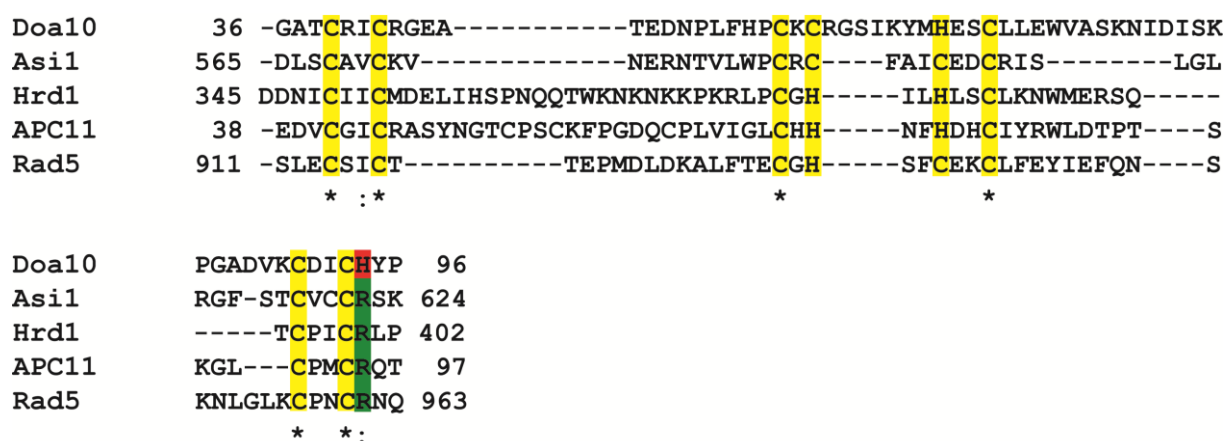 Doa10 36 -GATCRICRGEA-----------TEDNPLFHPCKCRGSIKYMHESCLLEWVASKNIDISK
Asi1 565 -DLSCAVCKV-------------NERNTVLWPCRC----FAICEDCRIS--------LGL
Hrd1 345 DDNICIICMDELIHSPNQQTWKNKNKKPKRLPCGH-----ILHLSCLKNWMERSQ-----
APC11 38 -EDVCGICRASYNGTCPSCKFPGDQCPLVIGLCHH-----NFHDHCIYRWLDTPT----S
Rad5 911 -SLECSICT----------TEPMDLDKALFTECGH-----SFCEKCLFEYIEFQN----S
* :* * *
Doa10 PGADVKCDICHYP 96
Asi1 RGF-STCVCCRSK 624
Hrd1 -----TCPICRLP 402
APC11 KGL---CPMCRQT 97
Rad5 KNLGLKCPNCRNQ 963
* *: